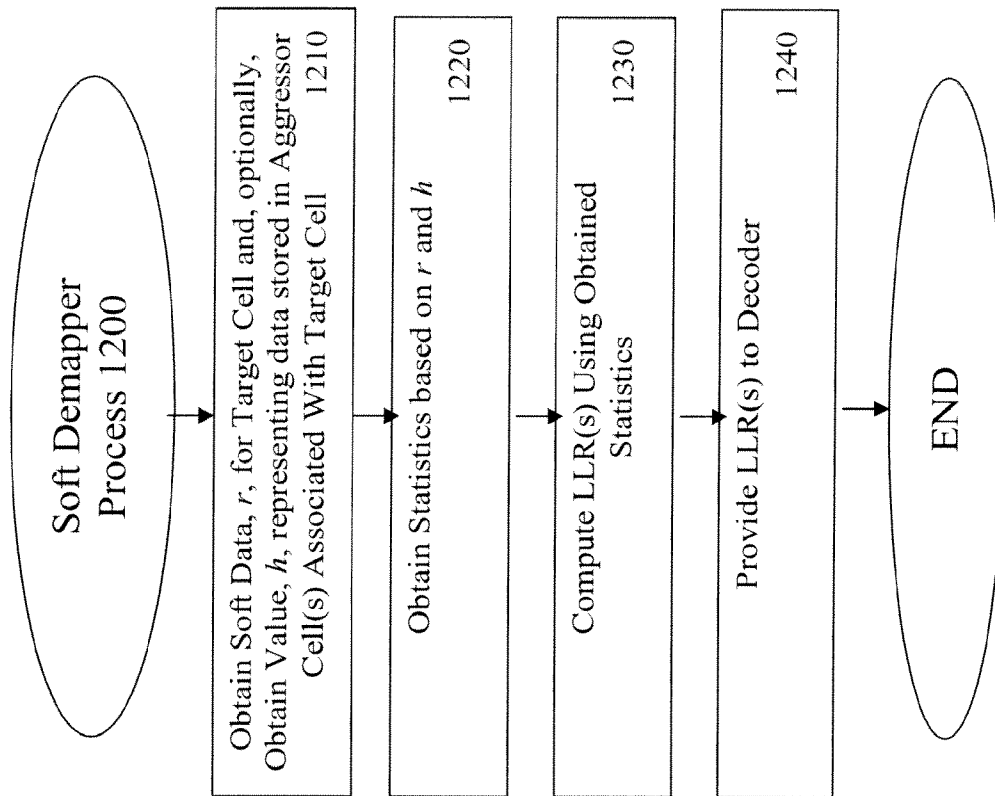 Soft Demapper
Process 1200
Obtain Soft Data, r, for Target Cell and, optionally,
Obtain Value, h, representing data stored in Aggressor
Cell(s) Associated With Target Cell 1210
Obtain Statistics based on r and h
1220
Compute LLR(s) Using Obtained
Statistics 1230
Provide LLR(s) to Decoder
1240
END